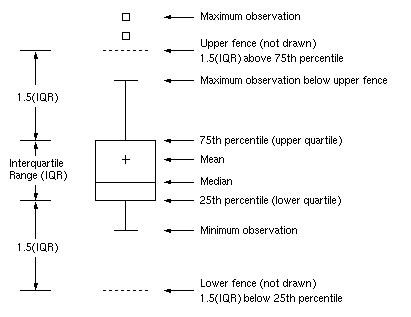 Maximum observation
Upper fence (not drawn)
1.5(IQR) above 75th percentile
Maximum observation below upper fence
1.5(IQR)
75th percentile (upper quartile)
Mean
Interquartile
Range (IQR)
Median
25th percentile (lower quartile)
Minimum observation
1.5(IQR)
Lower fence (not drawn)
1.5(IQR) below 25th percentile